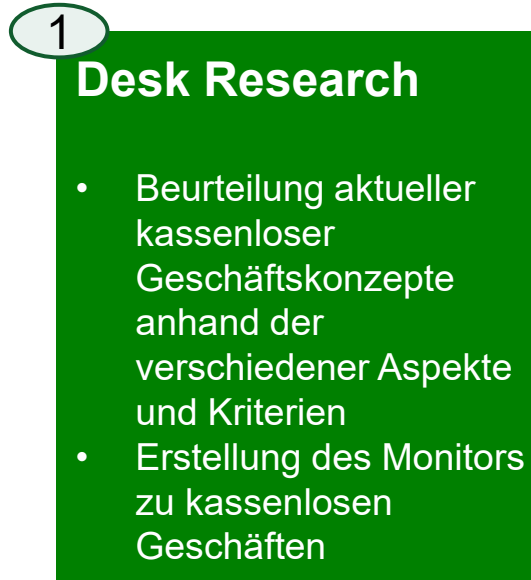 1
Desk Research
• Beurteilung aktueller
kassenloser
Geschäftskonzepte
anhand der
verschiedener Aspekte
und Kriterien
• Erstellung des Monitors
zu kassenlosen
Geschäften